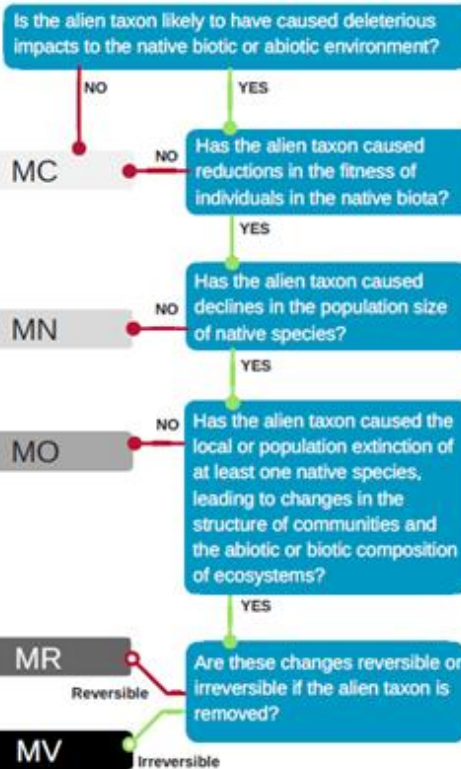 Is the alien taxon likely to have caused deleterious
impacts to the native biotic or abiotic environment?
NO
YES
MC
NO
Has the alien taxon caused
reductions in the fitness of
individuals in the native biota?
YES
MN
NO
Has the alien taxon caused
declines in the population size
of native species?
YES
MO
NO
Has the alien taxon caused the
local or population extinction of
at least one native species,
leading to changes in the
structure of communities and
the abiotic or biotic composition
of ecosystems?
YES
MR
Reversible
Are these changes reversible or
irreversible if the alien taxon is
removed?
MV
Irreversible